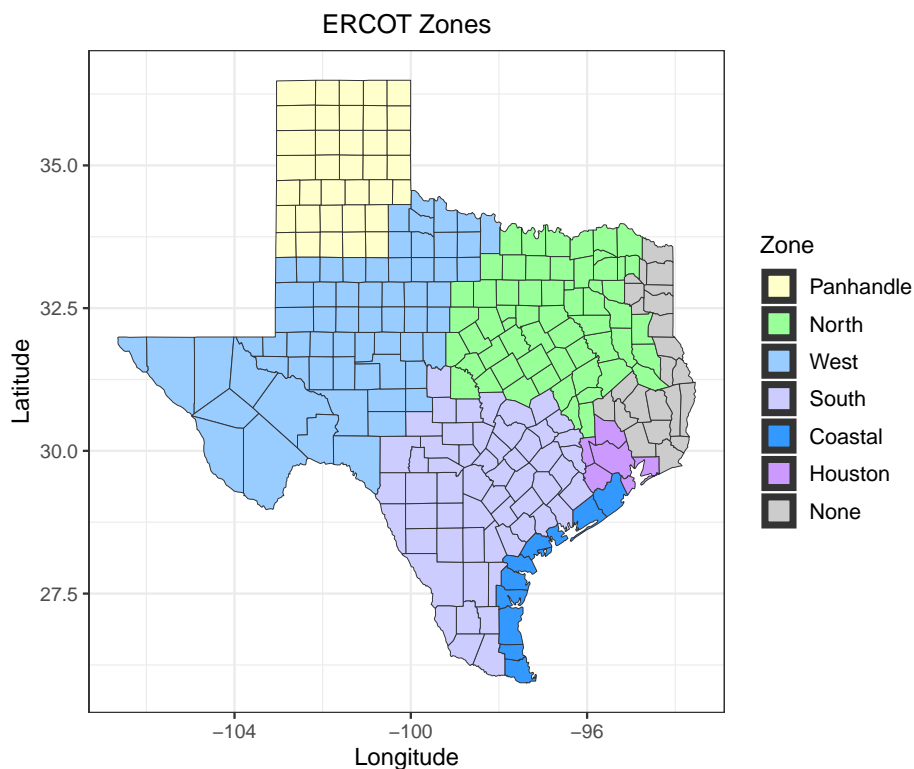 ERCOT Zones
Latitude
35.0
32.5
30.0
27.5
−104
−100
−96
Longitude
Zone
Panhandle
North
West
South
Coastal
Houston
None